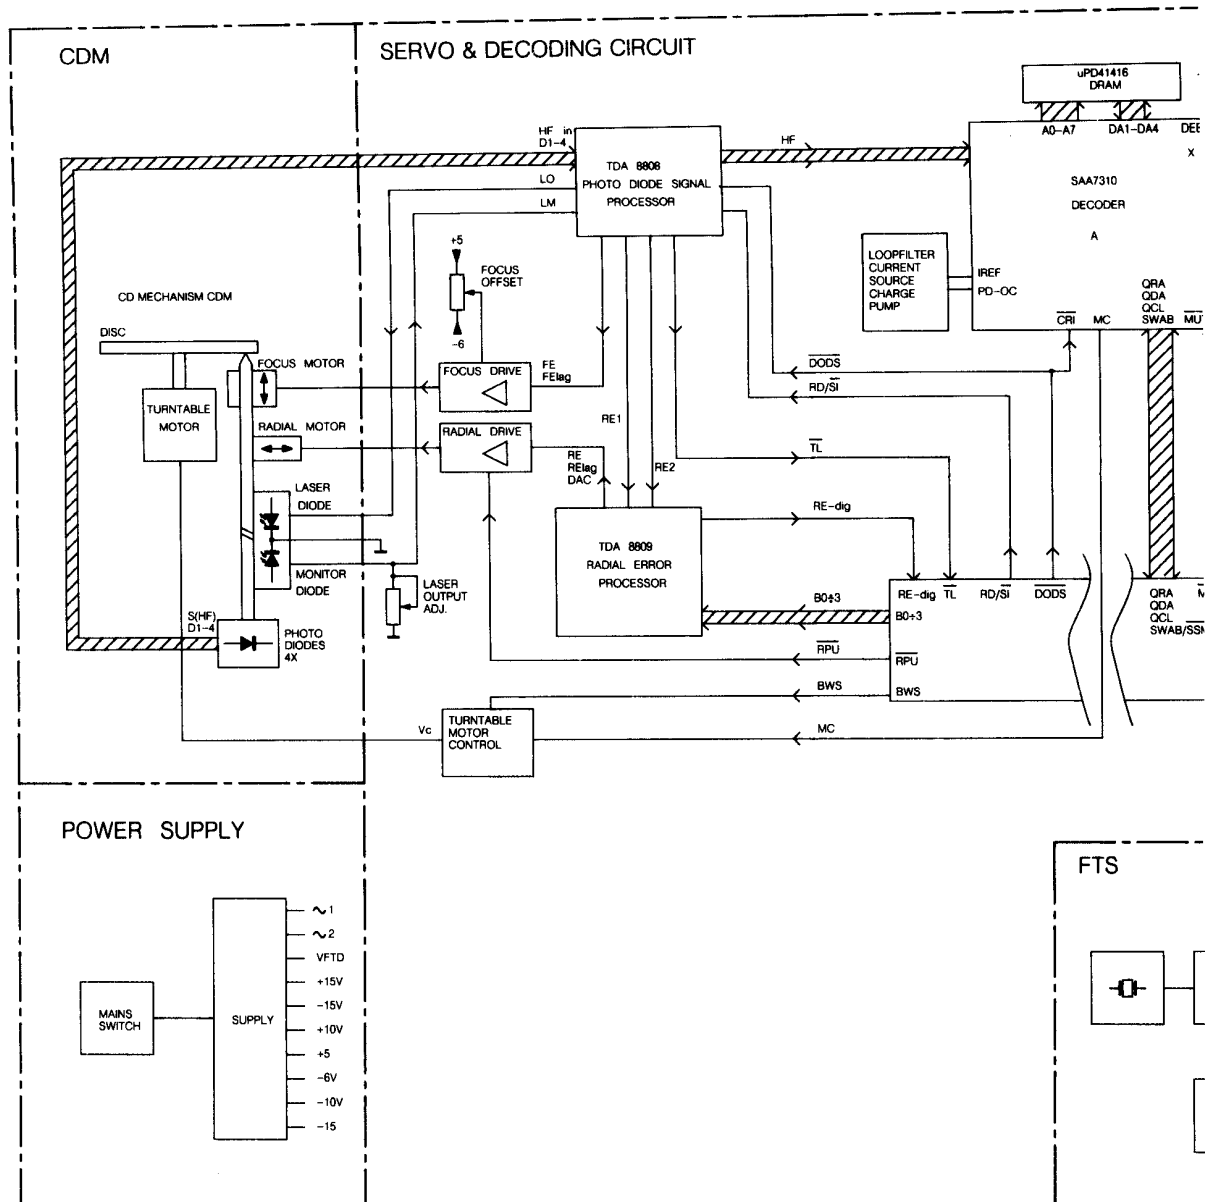 CDM
SERVO & DECODING CIRCUIT
uPD41416
DRAM
A0-A7
DA1-DA4
X
SAA7310
DECODER
A
HF in
D1-4
HF
TDA 8808
PHOTO DIODE SIGNAL
PROCESSOR
LO
LM
LOOPFILTER
CURRENT
SOURCE
CHARGE
PUMP
IREF
PD-OC
QRA
QDA
QCL
SWAB
CRI
MC
+5
FOCUS
OFFSET
-6
CD MECHANISM CDM
DISC
FOCUS MOTOR
TURNTABLE
MOTOR
RADIAL MOTOR
FOCUS DRIVE
FE
FElag
RADIAL DRIVE
RE
RElag
DAC
RE1
RE2
DODS
RD/SI
TL
RE-dig
LASER
DIODE
MONITOR
DIODE
LASER
OUTPUT
ADJ.
TDA 8809
RADIAL ERROR
PROCESSOR
S(HF)
D1-4
PHOTO
DIODES
4X
B0÷3
RE-dig
TL
RD/SI
DODS
B0÷3
QRA
QDA
QCL
RPU
RPU
BWS
BWS
Vc
TURNTABLE
MOTOR
CONTROL
MC
POWER SUPPLY
MAINS
SWITCH
SUPPLY
~1
~2
VFTD
+15V
-15V
+10V
+5
-6V
-10V
-15
FTS